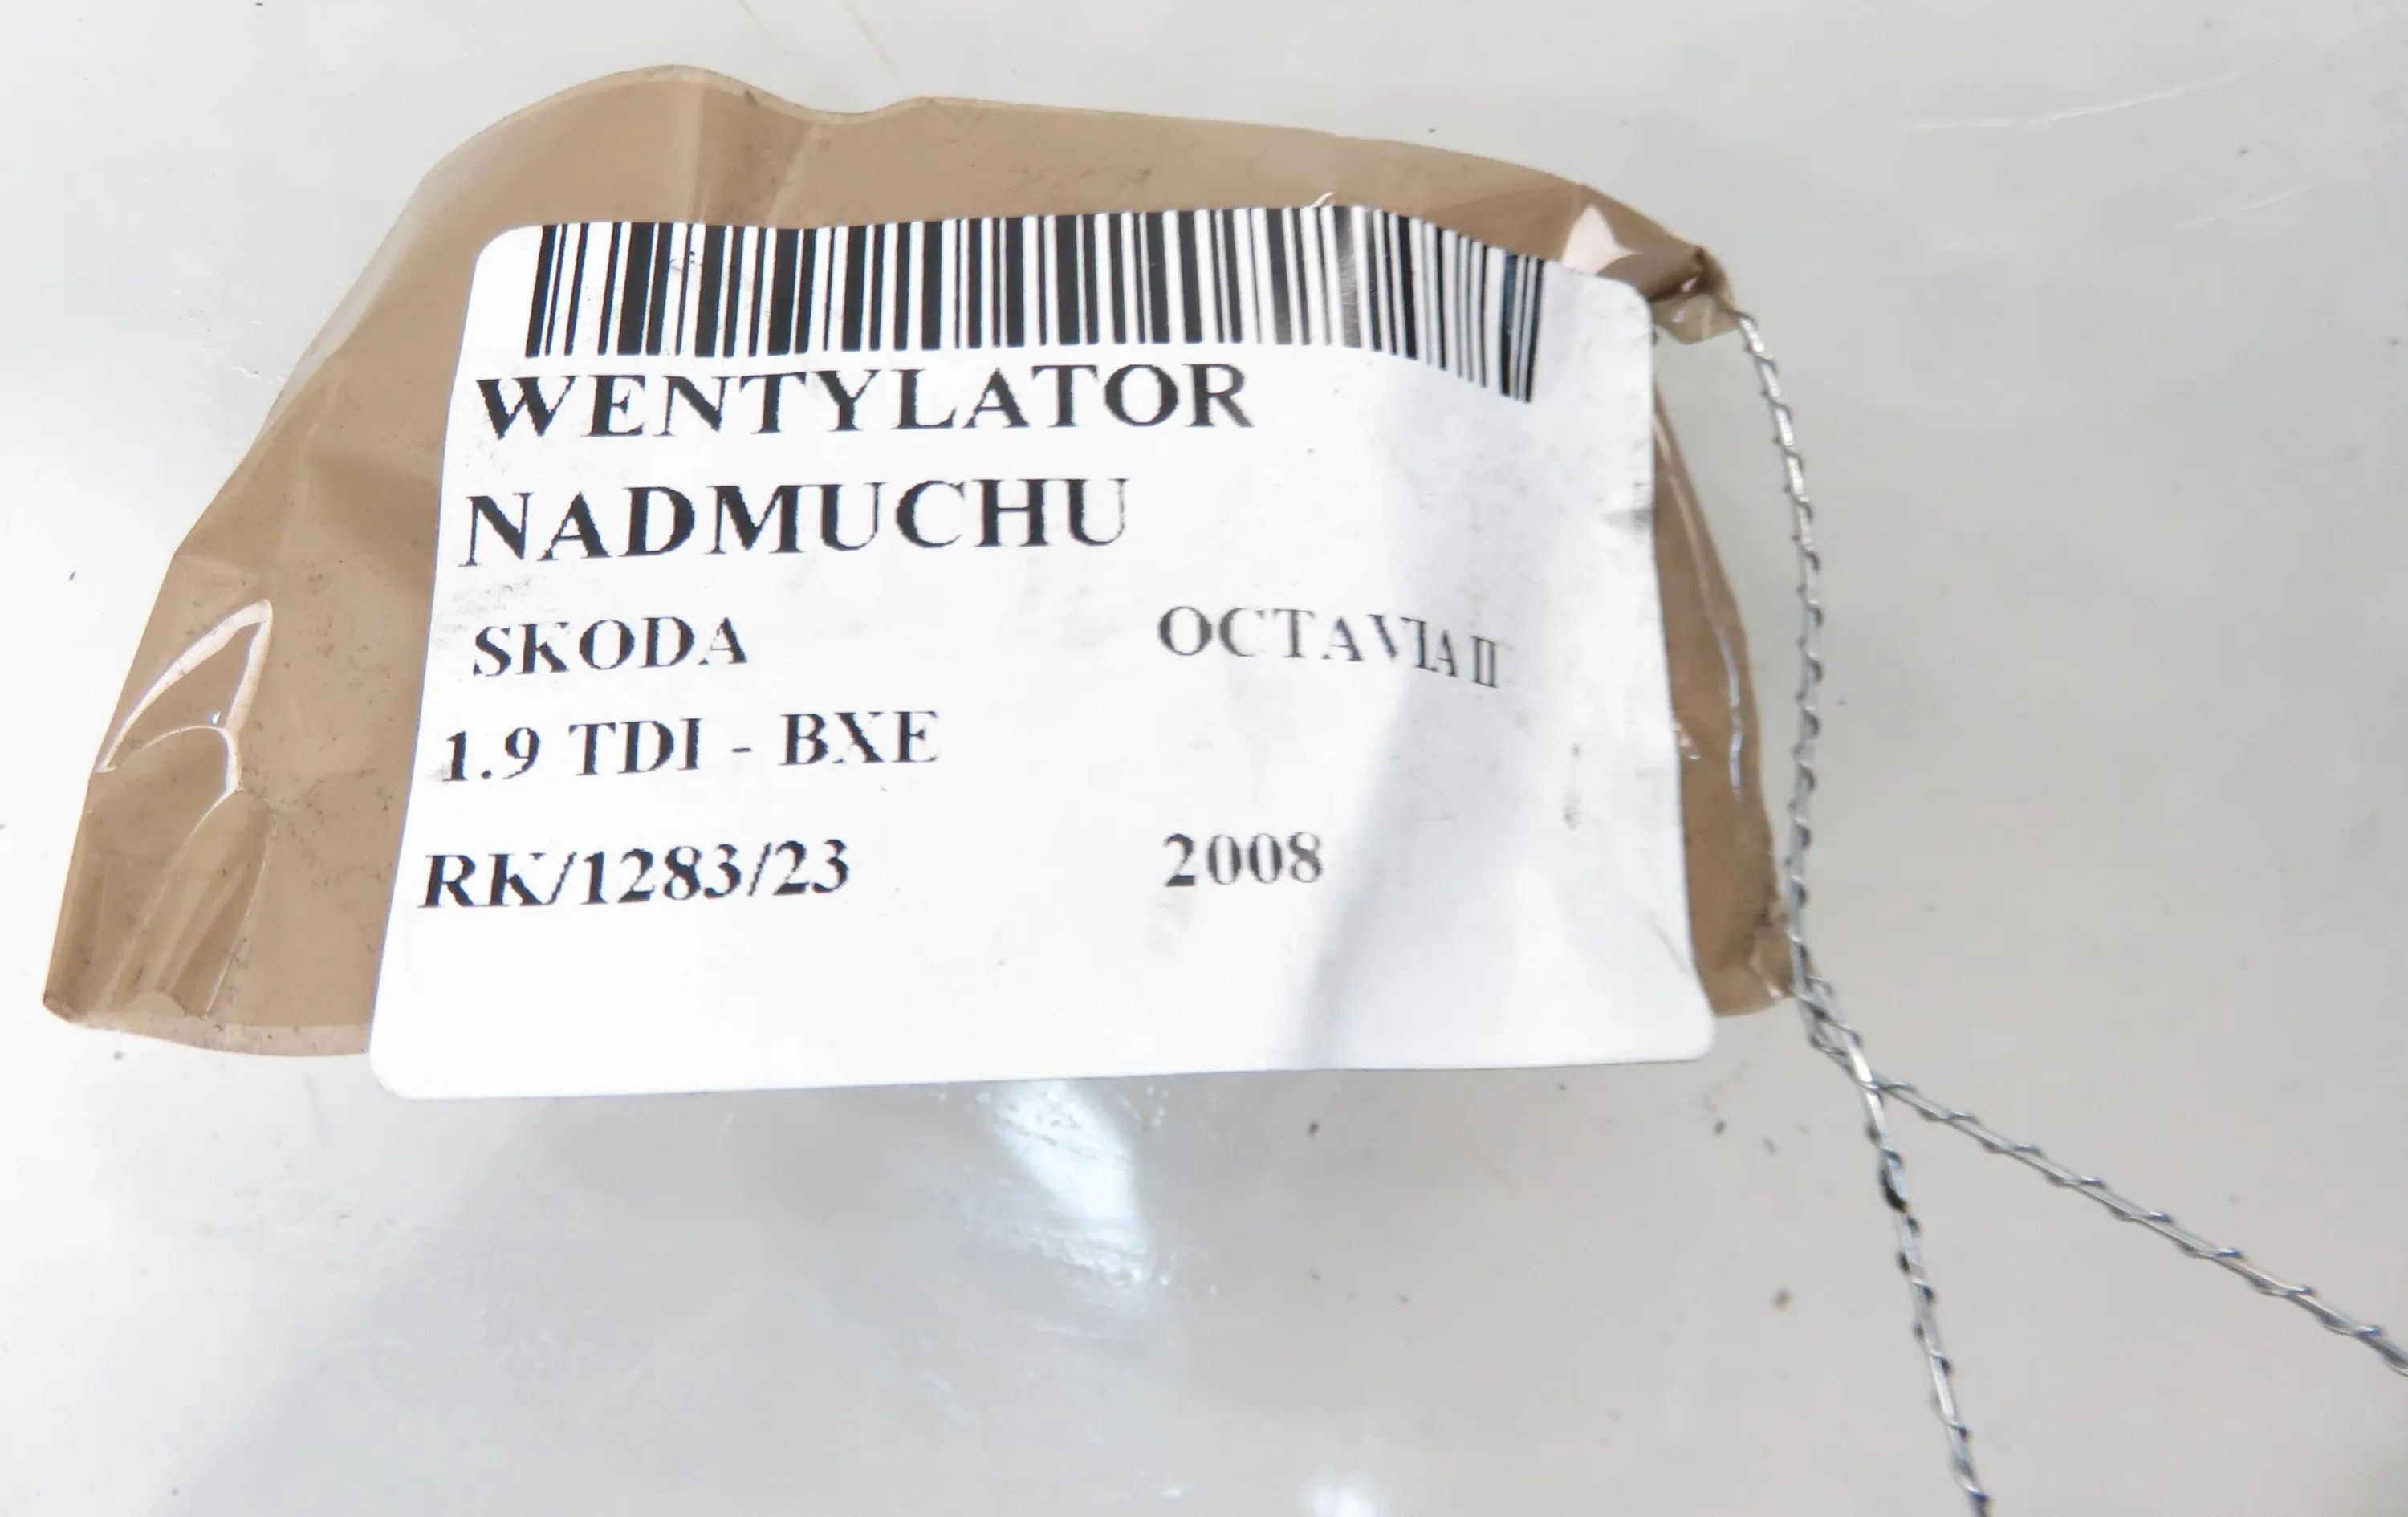 WENTYLATOR
NADMUCHU
SKODA OCTAVIA II
1.9 TDI - BXE
RK/1283/23 2008